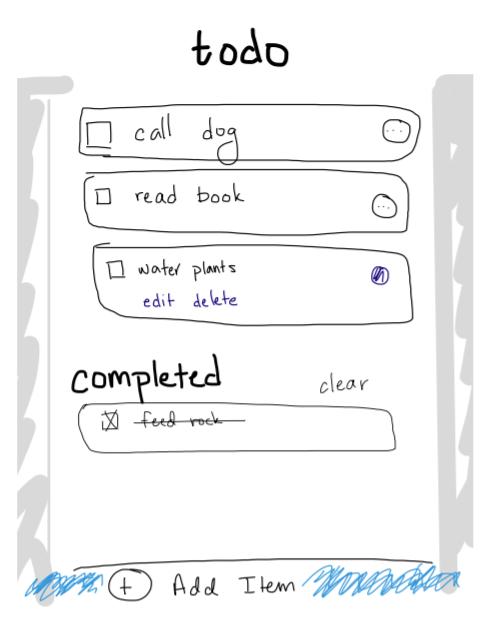 todo
call dog
...
read book
...
water plants
edit delete
completed
clear
feed rock
+ Add Item